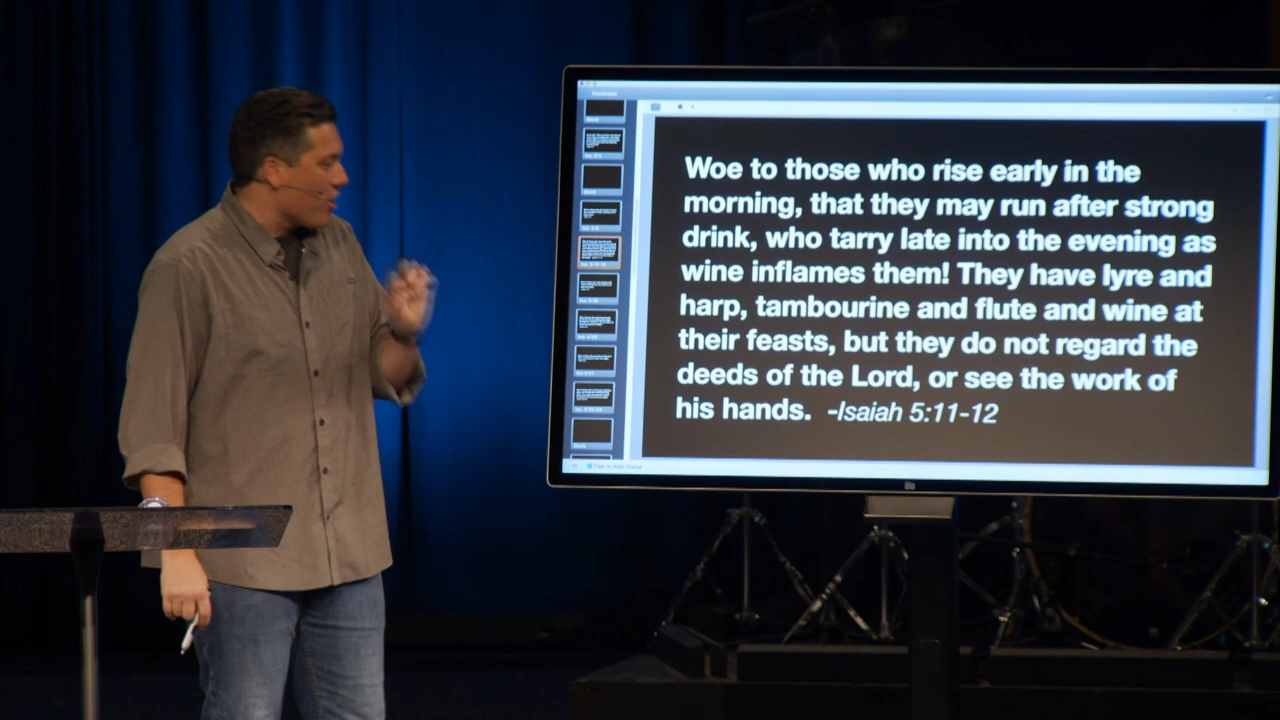 Woe to those who rise early in the
morning, that they may run after strong
drink, who tarry late into the evening as
wine inflames them! They have lyre and
harp, tambourine and flute and wine at
their feasts, but they do not regard the
deeds of the Lord, or see the work of
his hands. -Isaiah 5:11-12